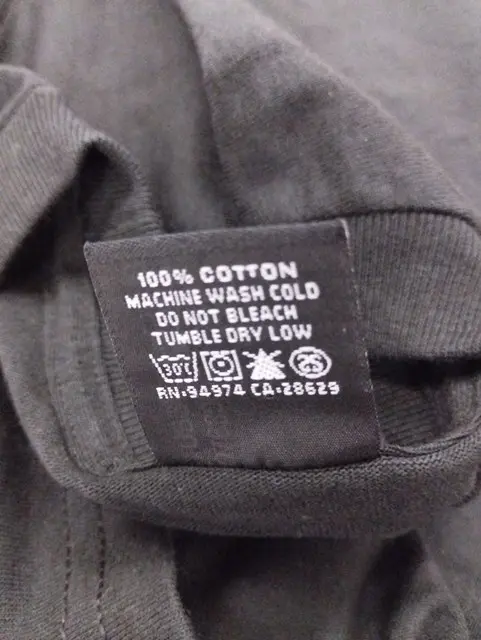 100% COTTON
MACHINE WASH COLD
DO NOT BLEACH
TUMBLE DRY LOW
30°C
RN·94974 CA·28629